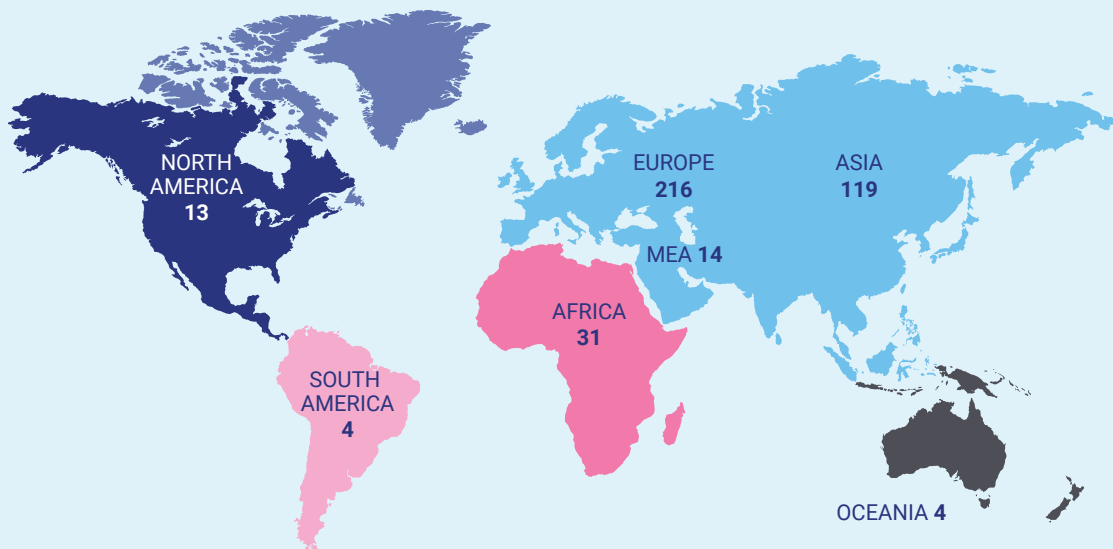 NORTH
AMERICA
13
EUROPE
216
ASIA
119
MEA 14
AFRICA
31
SOUTH
AMERICA
4
OCEANIA 4